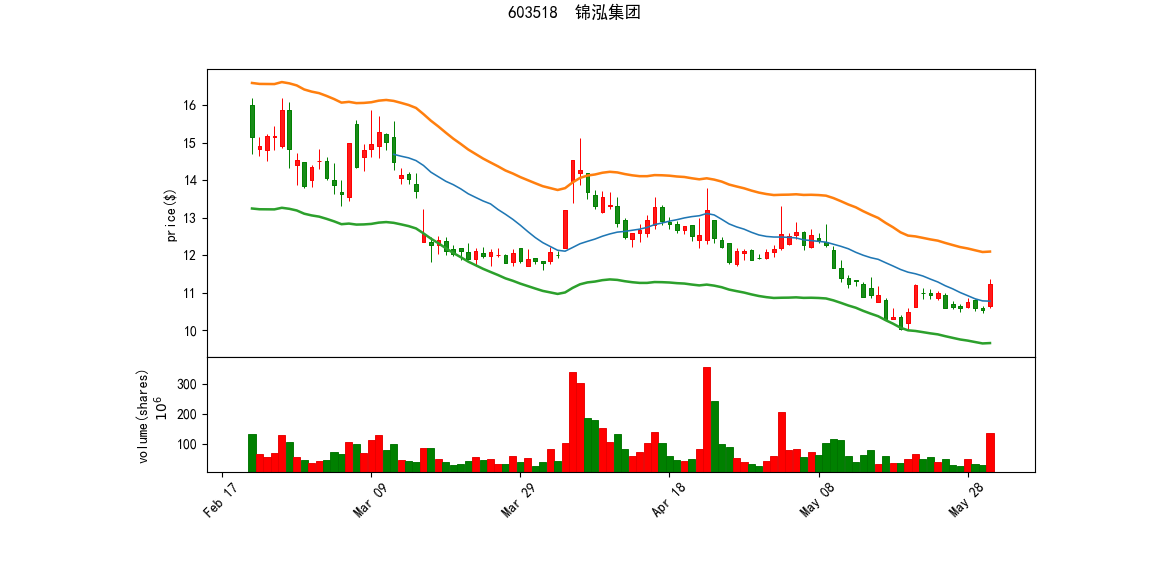 603518 锦泓集团
price($)
16
15
14
13
12
11
10
volume(shares)
10^6
300
200
100
Feb 17
Mar 09
Mar 29
Apr 18
May 08
May 28